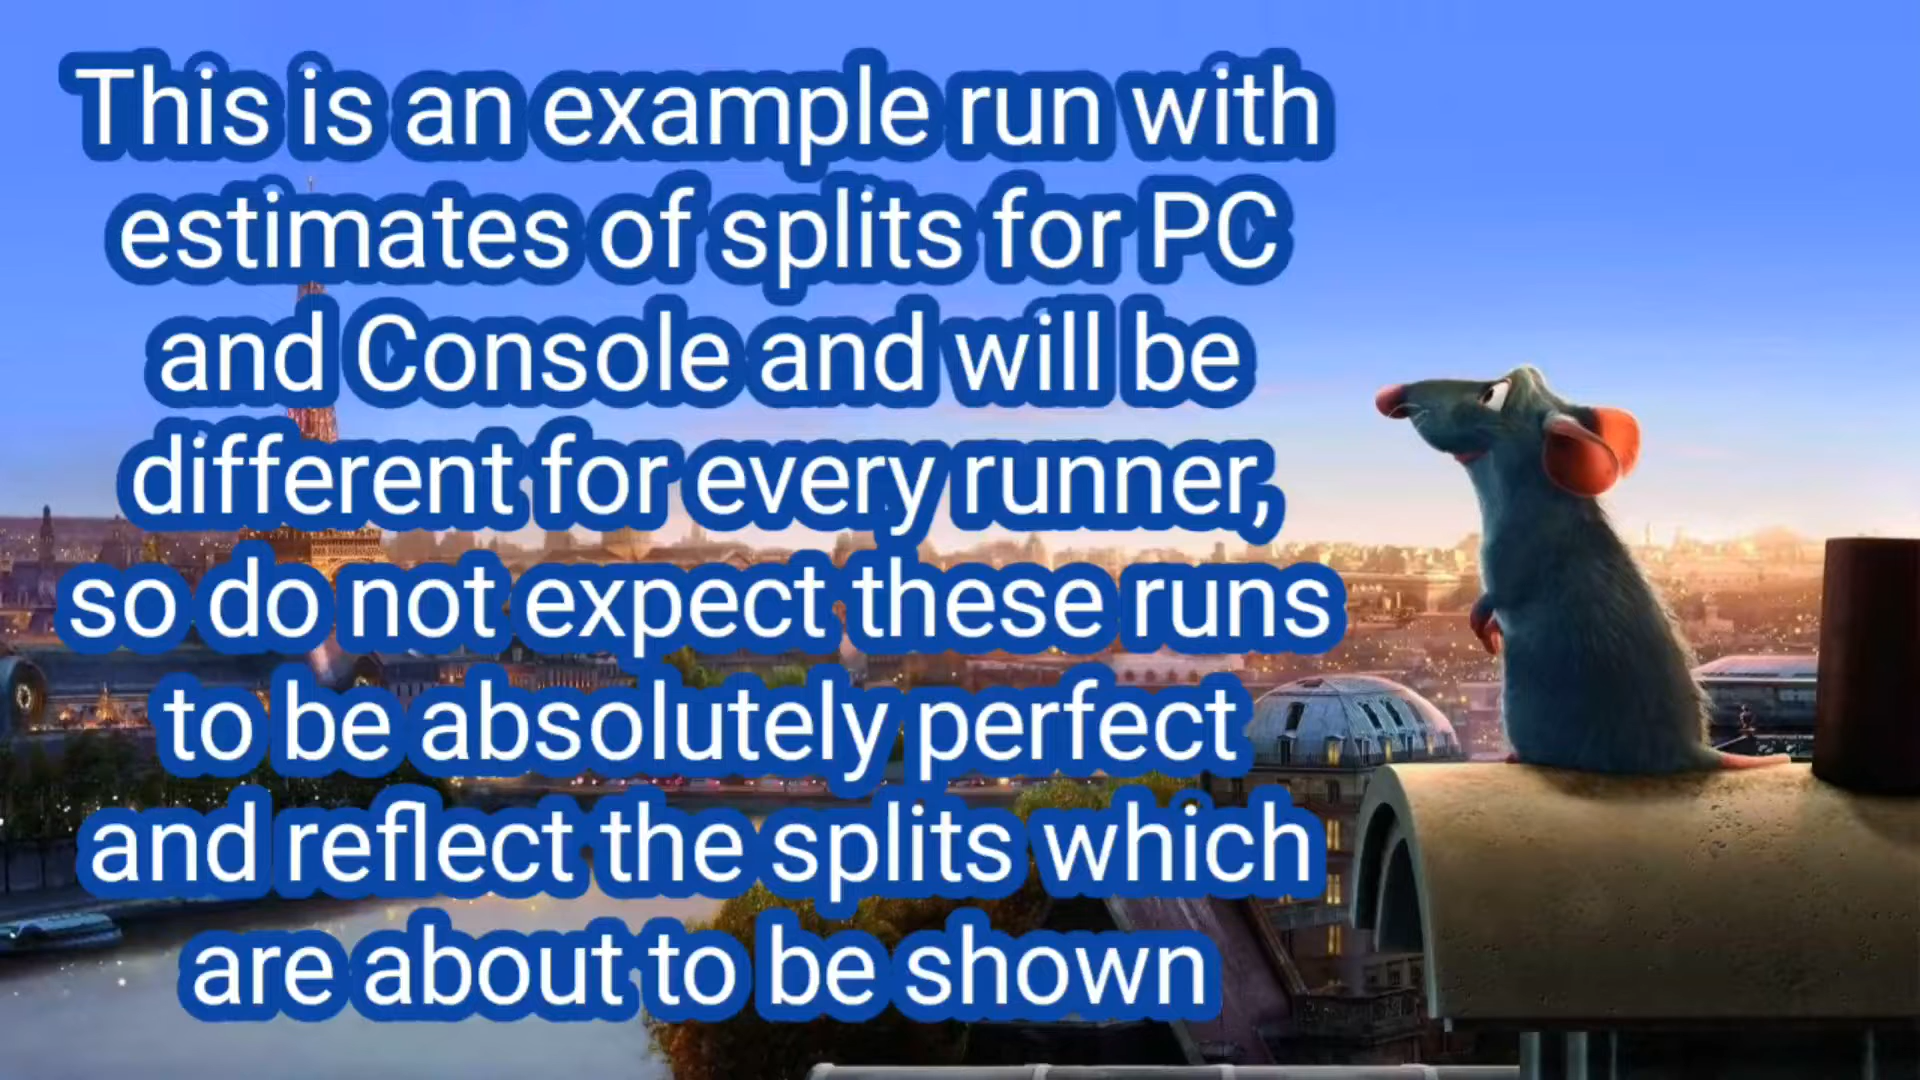 This is an example run with
estimates of splits for PC
and Console and will be
different for every runner,
so do not expect these runs
to be absolutely perfect
and reflect the splits which
are about to be shown